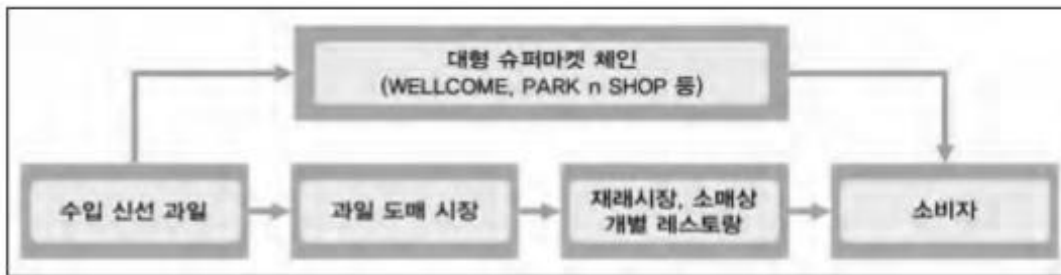 대형 슈퍼마켓 체인
(WELLCOME, PARK n SHOP 등)
수입 신선 과일
과일 도매 시장
재래시장, 소매상
개별 레스토랑
소비자